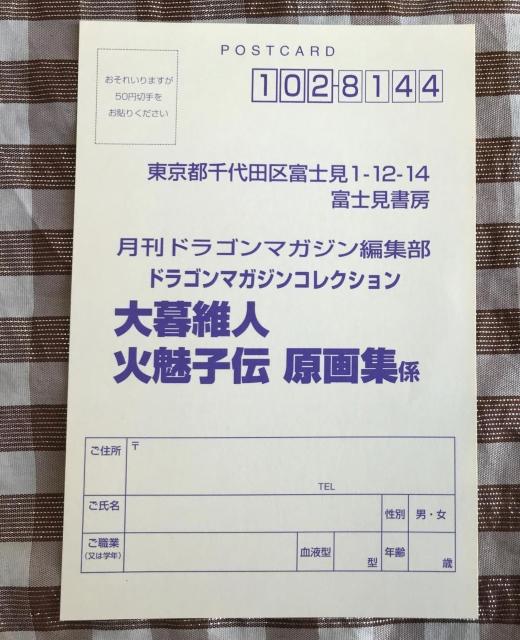 POSTCARD
おそれいりますが
50円切手を
お貼りください
102-8144
東京都千代田区富士見1-12-14
富士見書房
月刊ドラゴンマガジン編集部
ドラゴンマガジンコレクション
大暮維人
火魅子伝 原画集係
ご住所 〒
TEL
ご氏名 性別 男・女
ご職業 血液型 型 年齢 歳
(又は学年)